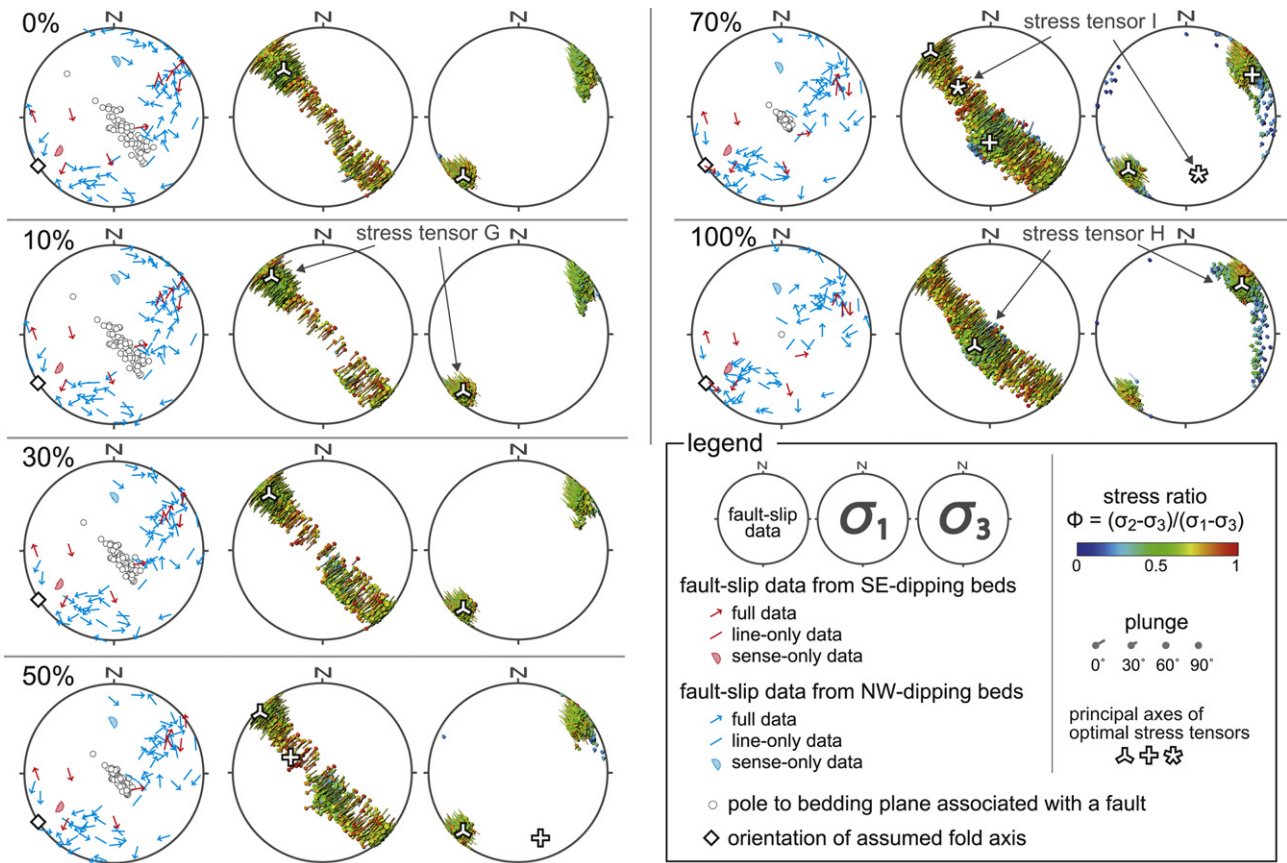 0%
N
N
N
10%
N
N
N
stress tensor G
30%
N
N
N
50%
N
N
N
70%
N
N
N
stress tensor I
100%
N
N
N
stress tensor H
legend
N
N
N
fault-slip
data
σ1
σ3
fault-slip data from SE-dipping beds
full data
line-only data
sense-only data
fault-slip data from NW-dipping beds
full data
line-only data
sense-only data
pole to bedding plane associated with a fault
orientation of assumed fold axis
stress ratio
Φ = (σ2-σ3)/(σ1-σ3)
0 0.5 1
plunge
0° 30° 60° 90°
principal axes of
optimal stress tensors